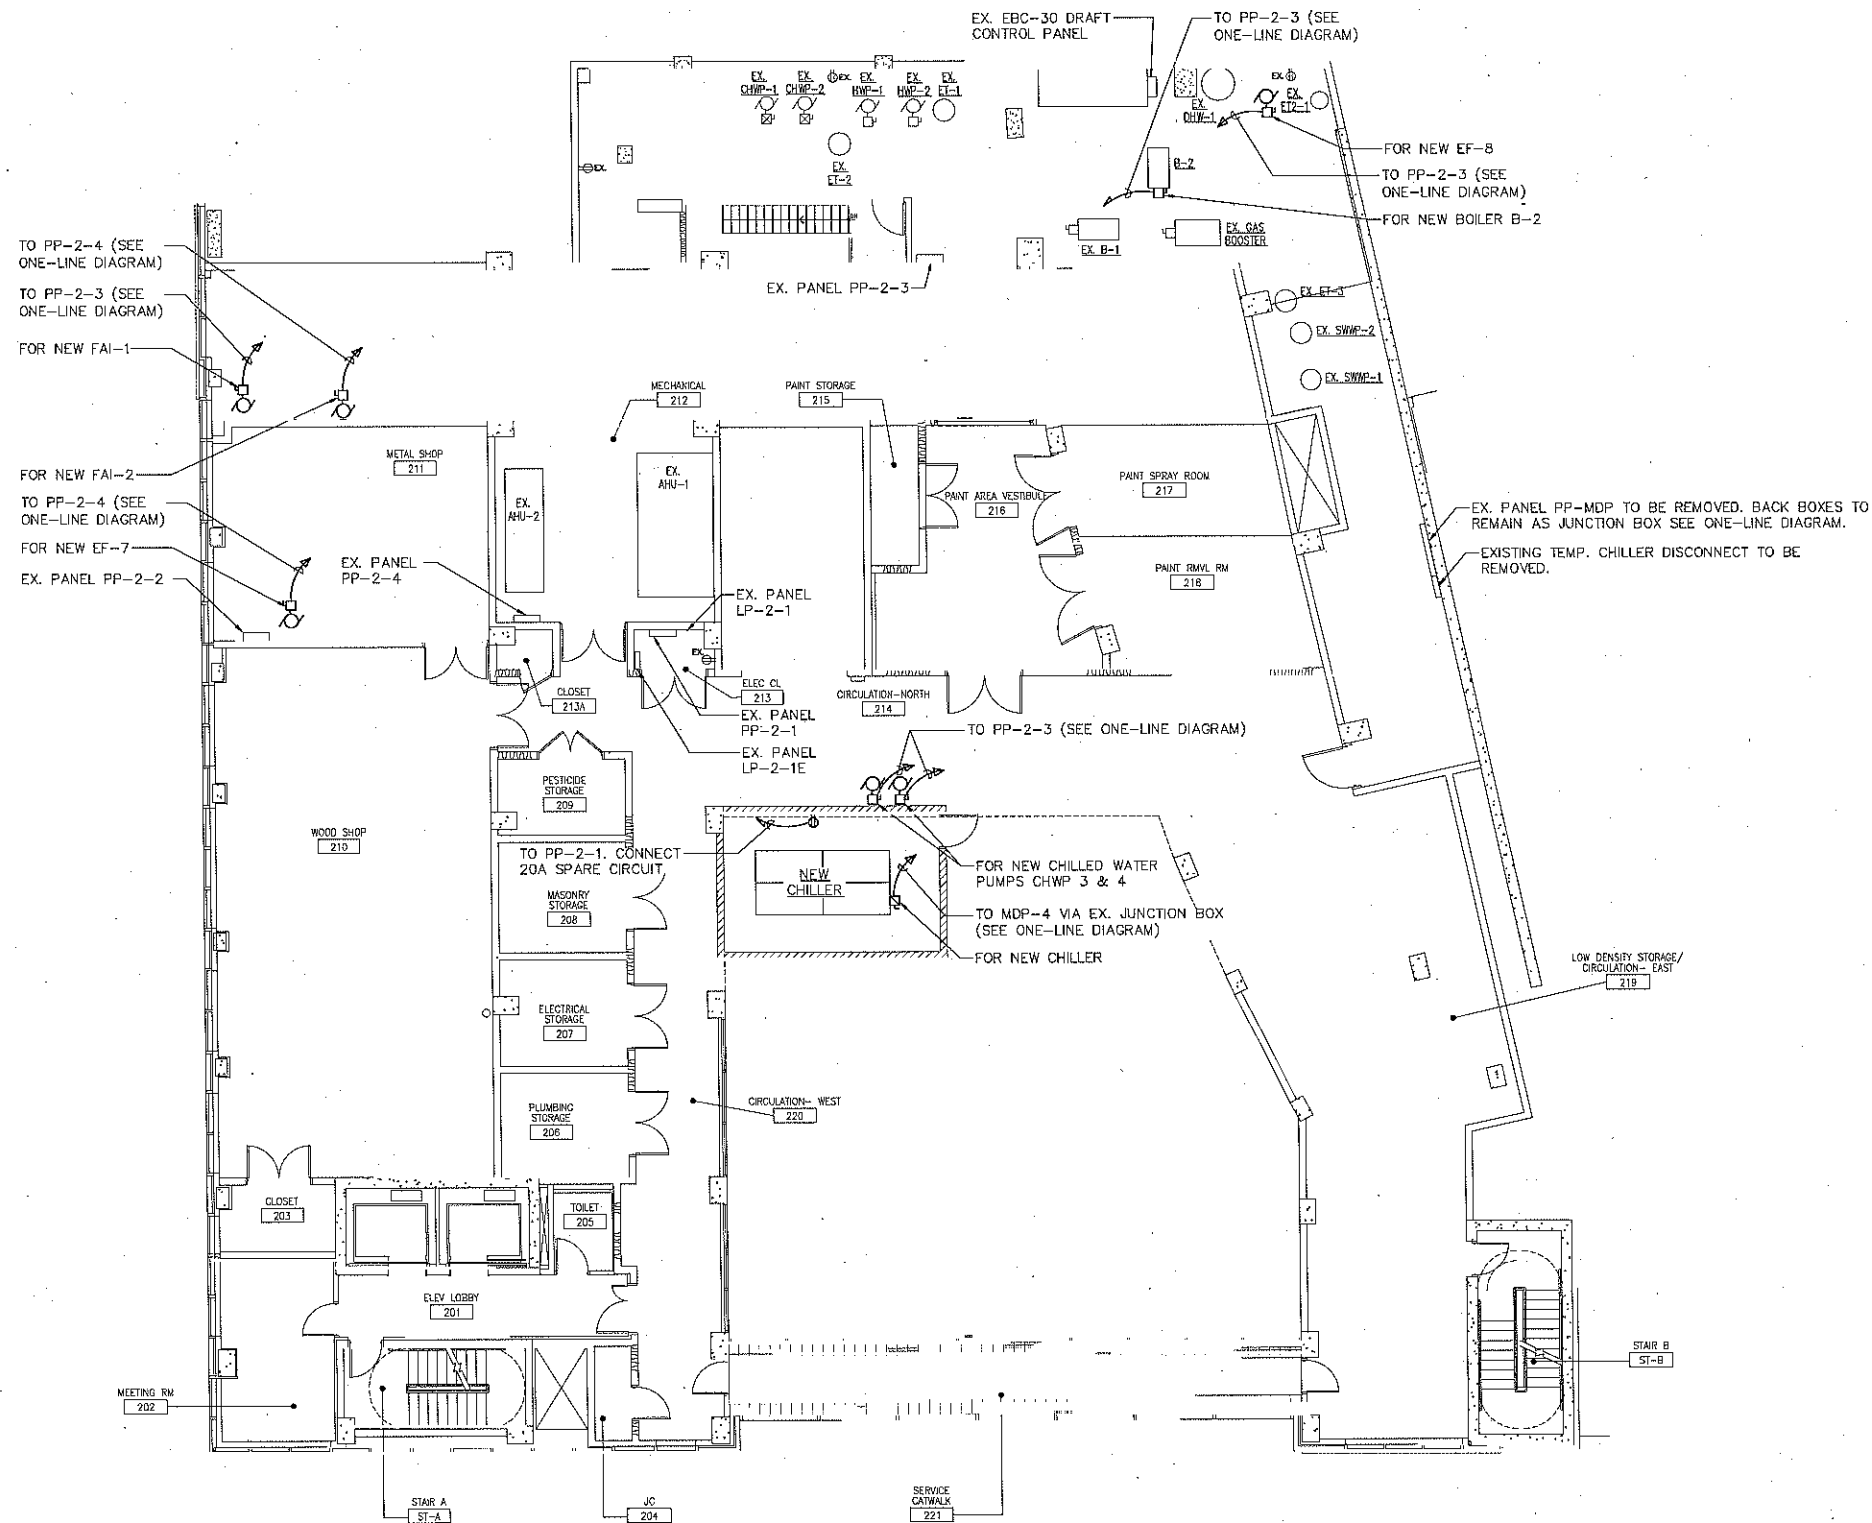 EX. EBC-30 DRAFT
CONTROL PANEL
TO PP-2-3 (SEE
ONE-LINE DIAGRAM)
EX.
CHWP-1
EX.
CHWP-2
EX.
EX.
HWP-1
EX.
HWP-2
EX.
ET-1
EX.
EX.
DHW-1
EX.
ET2-1
FOR NEW EF-8
TO PP-2-3 (SEE
ONE-LINE DIAGRAM)
FOR NEW BOILER B-2
EX.
EX.
ET-2
B-2
EX. B-1
EX. GAS
BOOSTER
TO PP-2-4 (SEE
ONE-LINE DIAGRAM)
TO PP-2-3 (SEE
ONE-LINE DIAGRAM)
FOR NEW FAI-1
EX. PANEL PP-2-3
EX. ET-3
EX. SWWP-2
EX. SWWP-1
MECHANICAL
212
PAINT STORAGE
215
FOR NEW FAI-2
METAL SHOP
211
EX.
AHU-2
EX.
AHU-1
PAINT AREA VESTIBULE
216
PAINT SPRAY ROOM
217
TO PP-2-4 (SEE
ONE-LINE DIAGRAM)
FOR NEW EF-7
EX. PANEL PP-2-2
EX. PANEL
PP-2-4
EX. PANEL
LP-2-1
PAINT RMVL RM
218
EX. PANEL PP-MDP TO BE REMOVED. BACK BOXES TO
REMAIN AS JUNCTION BOX SEE ONE-LINE DIAGRAM.
EXISTING TEMP. CHILLER DISCONNECT TO BE
REMOVED.
EX.
CLOSET
213A
ELEC CL
213
CIRCULATION-NORTH
214
EX. PANEL
PP-2-1
EX. PANEL
LP-2-1E
TO PP-2-3 (SEE ONE-LINE DIAGRAM)
PESTICIDE
STORAGE
209
WOOD SHOP
210
TO PP-2-1. CONNECT
20A SPARE CIRCUIT
NEW
CHILLER
FOR NEW CHILLED WATER
PUMPS CHWP 3 & 4
MASONRY
STORAGE
208
TO MDP-4 VIA EX. JUNCTION BOX
(SEE ONE-LINE DIAGRAM)
FOR NEW CHILLER
LOW DENSITY STORAGE/
CIRCULATION- EAST
219
ELECTRICAL
STORAGE
207
PLUMBING
STORAGE
206
CIRCULATION- WEST
220
CLOSET
203
TOILET
205
ELEV LOBBY
201
MEETING RM
202
STAIR B
ST-B
STAIR A
ST-A
JC
204
SERVICE
CATWALK
221